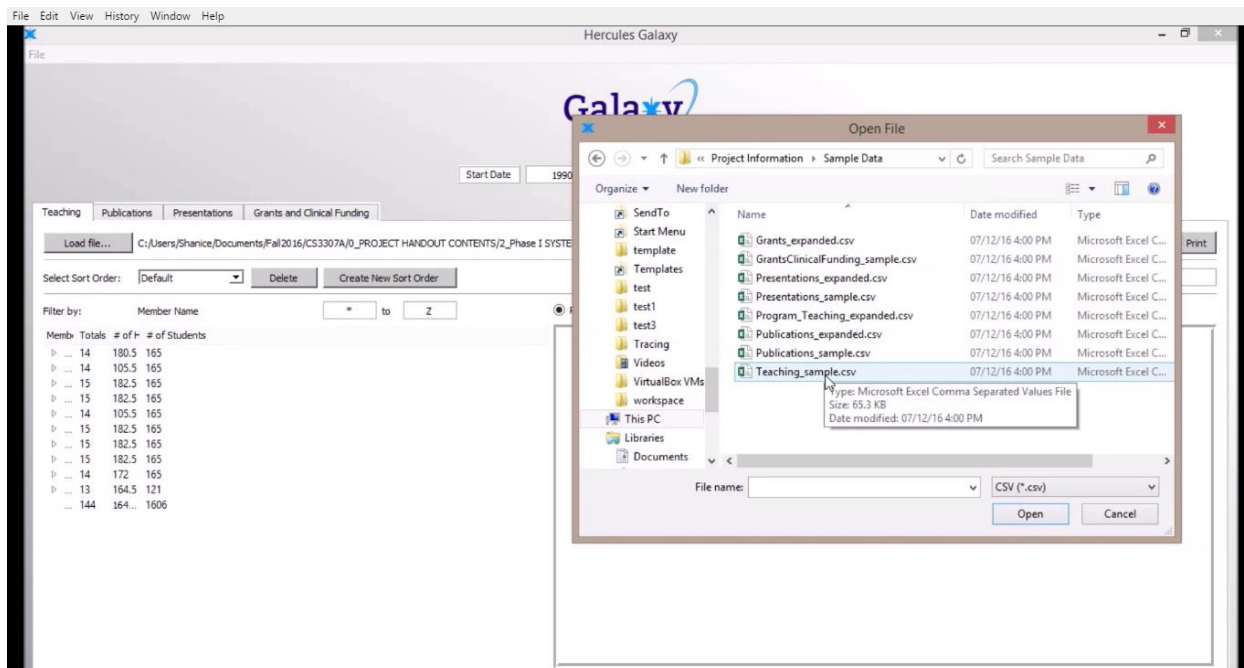 File Edit View History Window Help
Hercules Galaxy
File
Galaxy
Start Date 1990
Teaching Publications Presentations Grants and Clinical Funding
Load file... C:/Users/Shanice/Documents/Fall2016/CS3307A/0_PROJECT HANDOUT CONTENTS/2_Phase I SYSTE
Print
Select Sort Order: Default Delete Create New Sort Order
Filter by: Member Name * to Z
Memb Totals # of H # of Students
... 14 180.5 165
... 14 105.5 165
... 15 182.5 165
... 15 182.5 165
... 14 105.5 165
... 15 182.5 165
... 15 182.5 165
... 15 182.5 165
... 14 172 165
... 13 164.5 121
... 144 164... 1606
Open File
« Project Information Sample Data Search Sample Data
Organize New folder
SendTo
Start Menu
template
Templates
test
test1
test3
Tracing
Videos
VirtualBox VMs
workspace
This PC
Libraries
Documents
Name Date modified Type
Grants_expanded.csv 07/12/16 4:00 PM Microsoft Excel C...
GrantsClinicalFunding_sample.csv 07/12/16 4:00 PM Microsoft Excel C...
Presentations_expanded.csv 07/12/16 4:00 PM Microsoft Excel C...
Presentations_sample.csv 07/12/16 4:00 PM Microsoft Excel C...
Program_Teaching_expanded.csv 07/12/16 4:00 PM Microsoft Excel C...
Publications_expanded.csv 07/12/16 4:00 PM Microsoft Excel C...
Publications_sample.csv 07/12/16 4:00 PM Microsoft Excel C...
Teaching_sample.csv 07/12/16 4:00 PM Microsoft Excel C...
Type: Microsoft Excel Comma Separated Values File
Size: 65.3 KB
Date modified: 07/12/16 4:00 PM
File name: CSV (*.csv)
Open Cancel